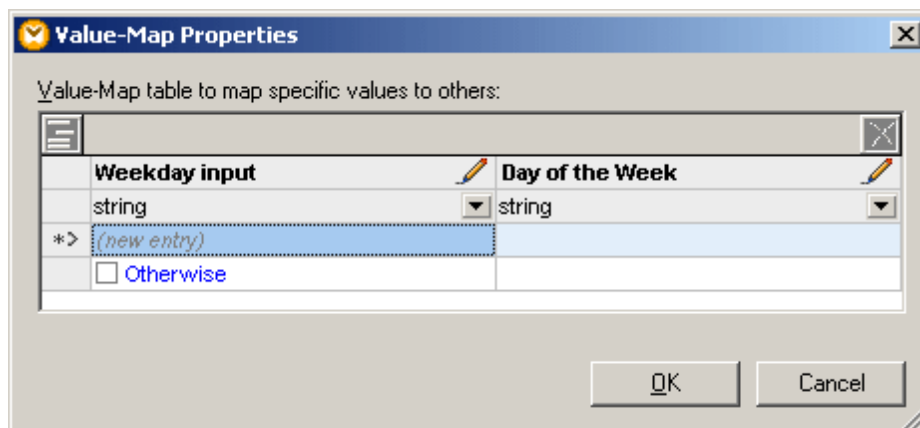 Value-Map Properties
Value-Map table to map specific values to others:
Weekday input Day of the Week
string string
(new entry)
Otherwise
OK Cancel